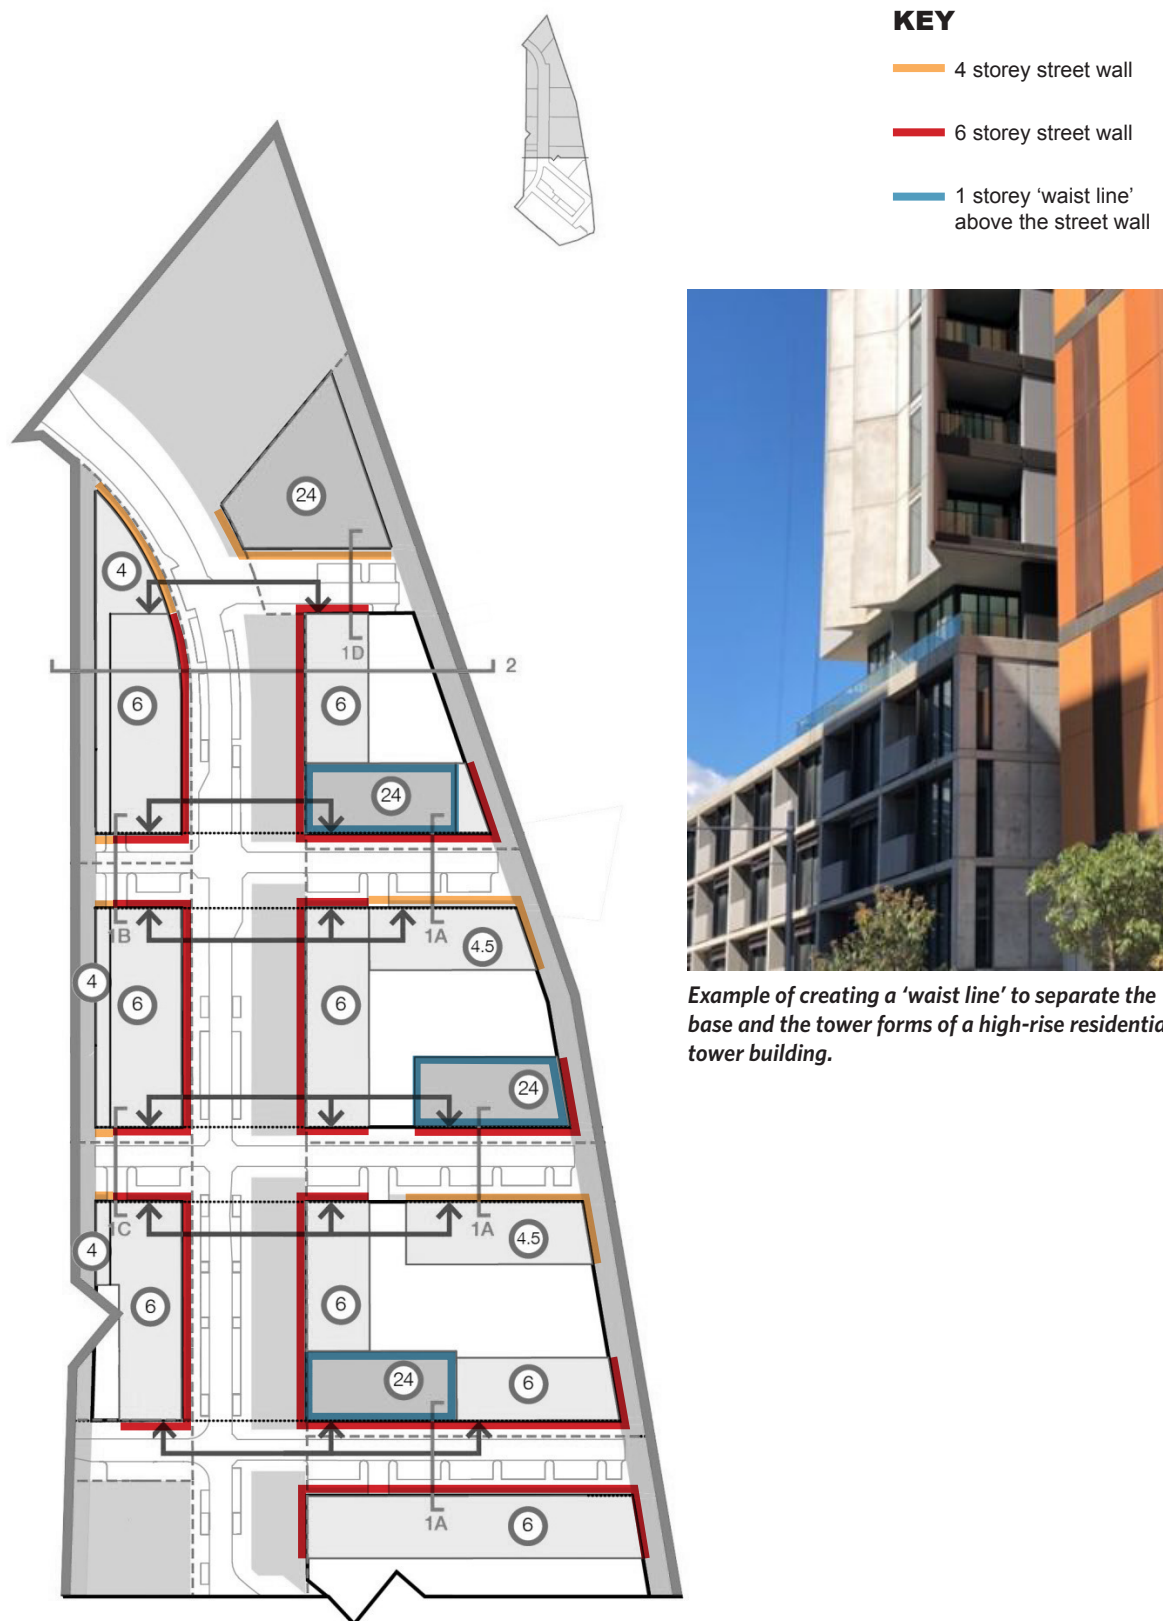 KEY
4 storey street wall
6 storey street wall
1 storey ‘waist line’
above the street wall
24
4
1D
2
6
6
24
1B
1A
4.5
4
6
6
24
1C
1A
4.5
4
6
6
24
6
1A
6
Example of creating a ‘waist line’ to separate the
base and the tower forms of a high-rise residentia
tower building.